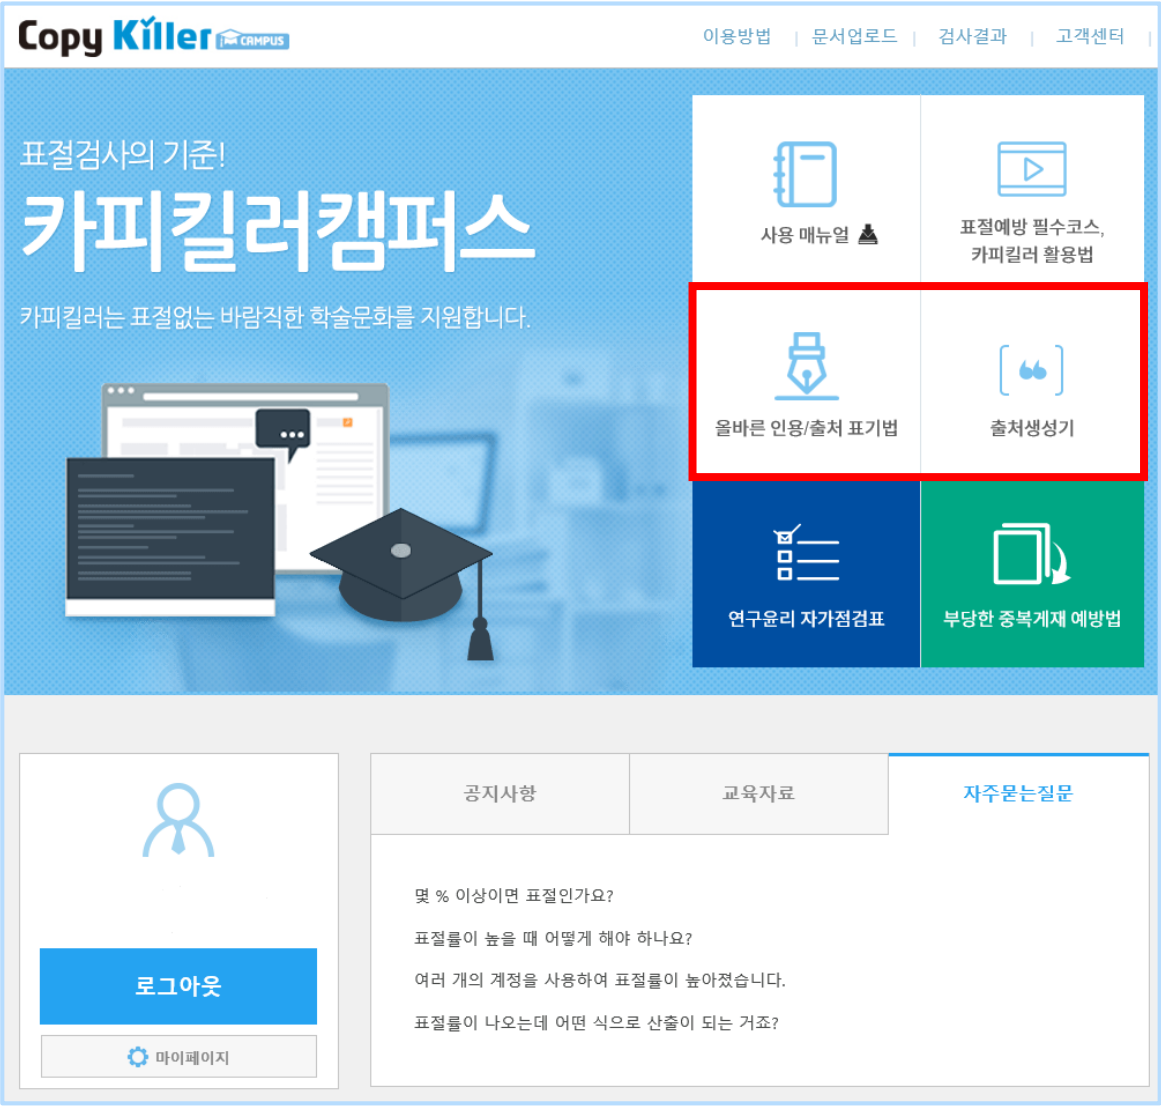 Copy Killer CAMPUS
이용방법 | 문서업로드 | 검사결과 | 고객센터 |
표절검사의 기준!
카피킬러캠퍼스
카피킬러는 표절없는 바람직한 학술문화를 지원합니다.
사용 매뉴얼
표절예방 필수코스,
카피킬러 활용법
올바른 인용/출처 표기법
출처생성기
연구윤리 자가점검표
부당한 중복게재 예방법
로그아웃
마이페이지
공지사항
교육자료
자주묻는질문
몇 % 이상이면 표절인가요?
표절률이 높을 때 어떻게 해야 하나요?
여러 개의 계정을 사용하여 표절률이 높아졌습니다.
표절률이 나오는데 어떤 식으로 산출이 되는 거죠?